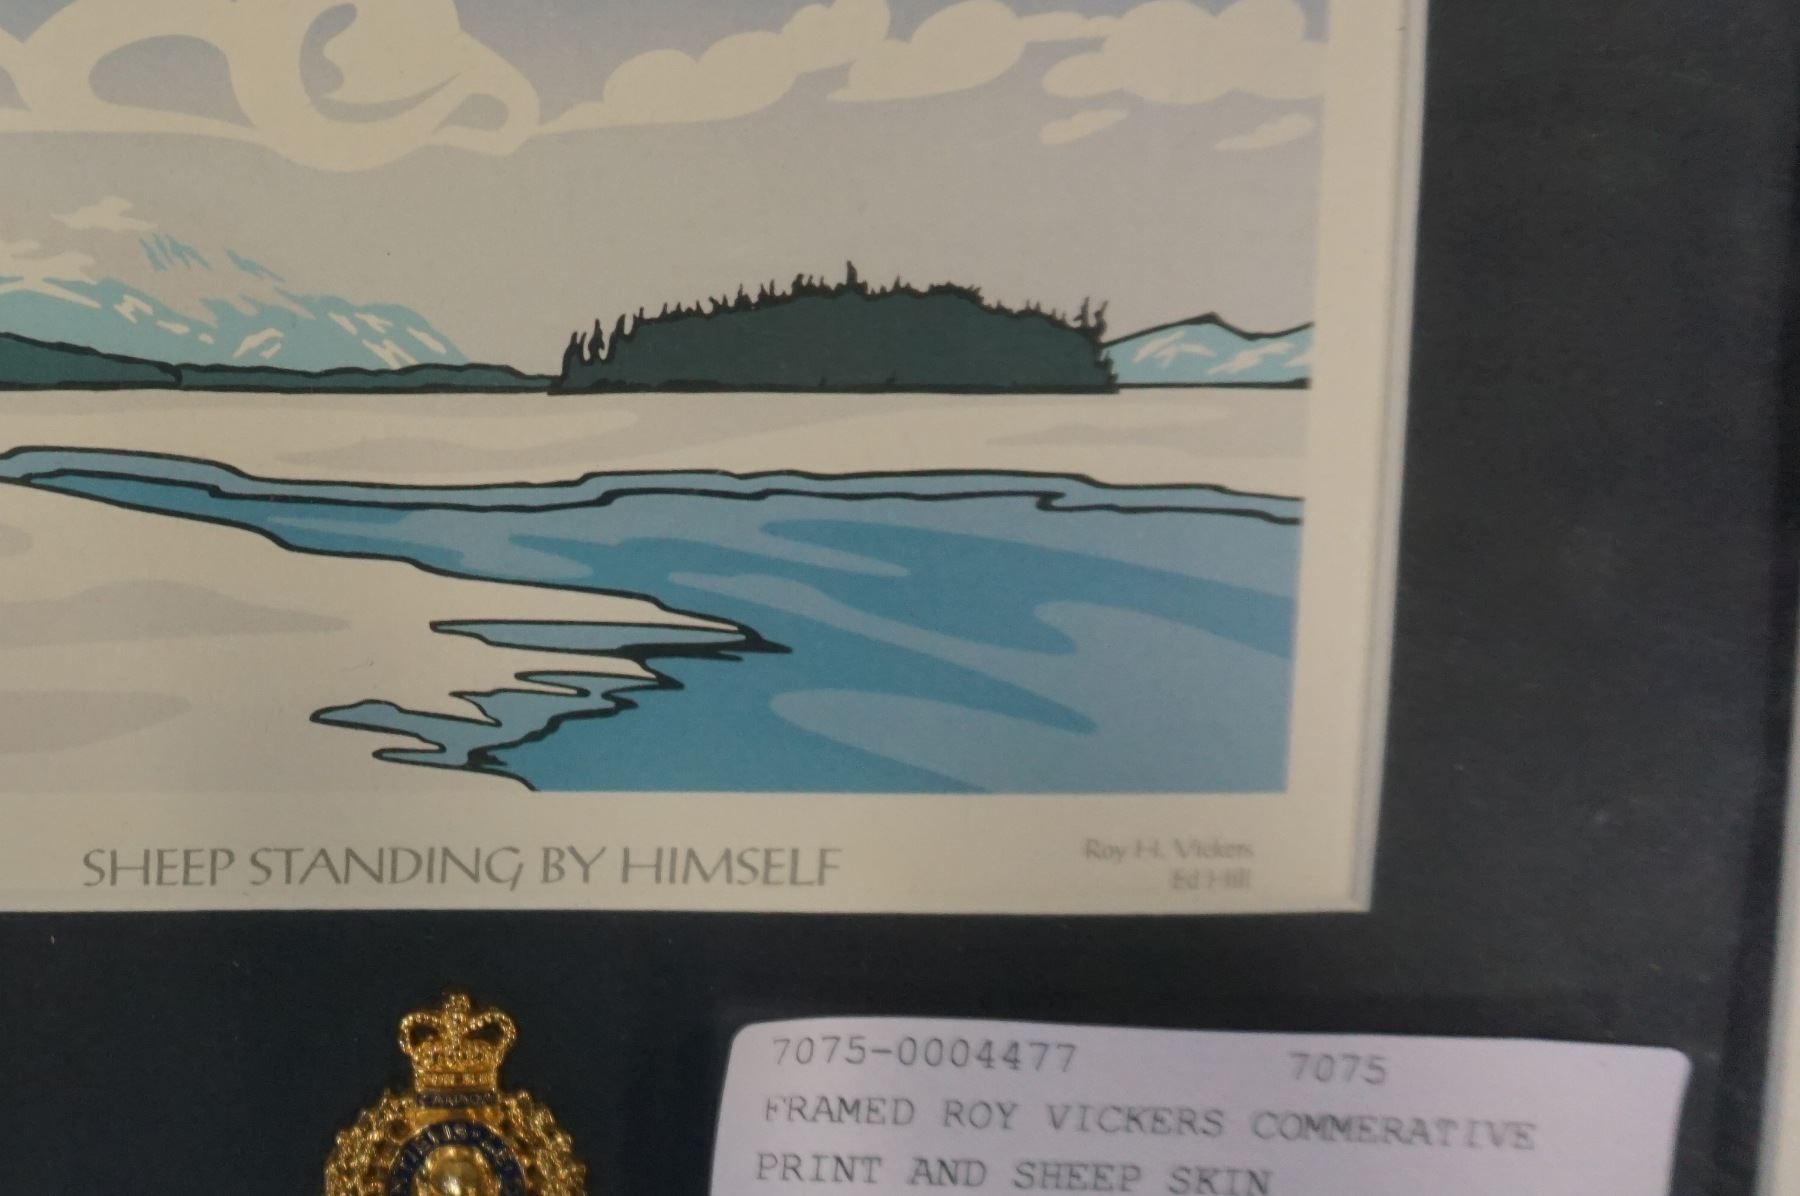 SHEEP STANDING BY HIMSELF
Roy H. Vickers
Ed Hill
7075-0004477 7075
FRAMED ROY VICKERS COMMERATIVE
PRINT AND SHEEP SKIN